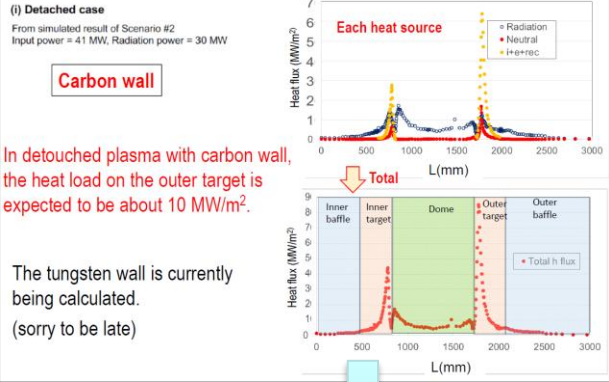 (i) Detached case
From simulated result of Scenario #2
Input power = 41 MW, Radiation power = 30 MW
Carbon wall
In detouched plasma with carbon wall,
the heat load on the outer target is
expected to be about 10 MW/m².
The tungsten wall is currently
being calculated.
(sorry to be late)
Each heat source
Radiation
Neutral
i+e+rec
Heat flux (MW/m²)
7
6
5
4
3
2
1
0
0 500 1000 1500 2000 2500 3000
L(mm)
Total
Inner baffle
Inner target
Dome
Outer target
Outer baffle
Total h flux
Heat flux (MW/m²)
9
8
7
6
5
4
3
2
1
0
0 500 1000 1500 2000 2500 3000
L(mm)